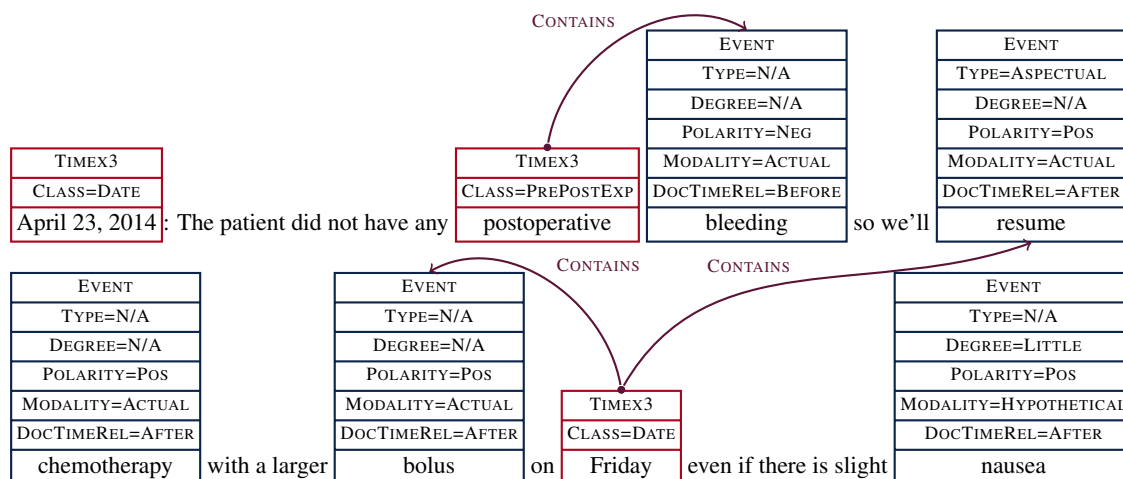 CONTAINS
EVENT EVENT
TYPE=N/A TYPE=ASPECTUAL
DEGREE=N/A DEGREE=N/A
POLARITY=NEG POLARITY=POS
TIMEX3 TIMEX3 MODALITY=ACTUAL MODALITY=ACTUAL
CLASS=DATE CLASS=PREPOSTEXP DOCTIMEREL=BEFORE DOCTIMEREL=AFTER
April 23, 2014 : The patient did not have any postoperative bleeding so we'll resume
CONTAINS CONTAINS
EVENT EVENT EVENT
TYPE=N/A TYPE=N/A TYPE=N/A
DEGREE=N/A DEGREE=N/A DEGREE=LITTLE
POLARITY=POS POLARITY=POS POLARITY=POS
MODALITY=ACTUAL MODALITY=ACTUAL TIMEX3 MODALITY=HYPOTHETICAL
DOCTIMEREL=AFTER DOCTIMEREL=AFTER CLASS=DATE DOCTIMEREL=AFTER
chemotherapy with a larger bolus on Friday even if there is slight nausea